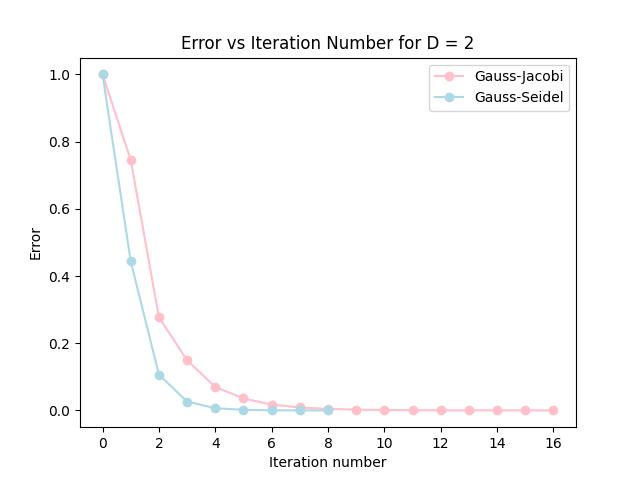 Error vs Iteration Number for D = 2
Gauss-Jacobi
Gauss-Seidel
1.0
0.8
0.6
0.4
0.2
0.0
Error
0 2 4 6 8 10 12 14 16
Iteration number